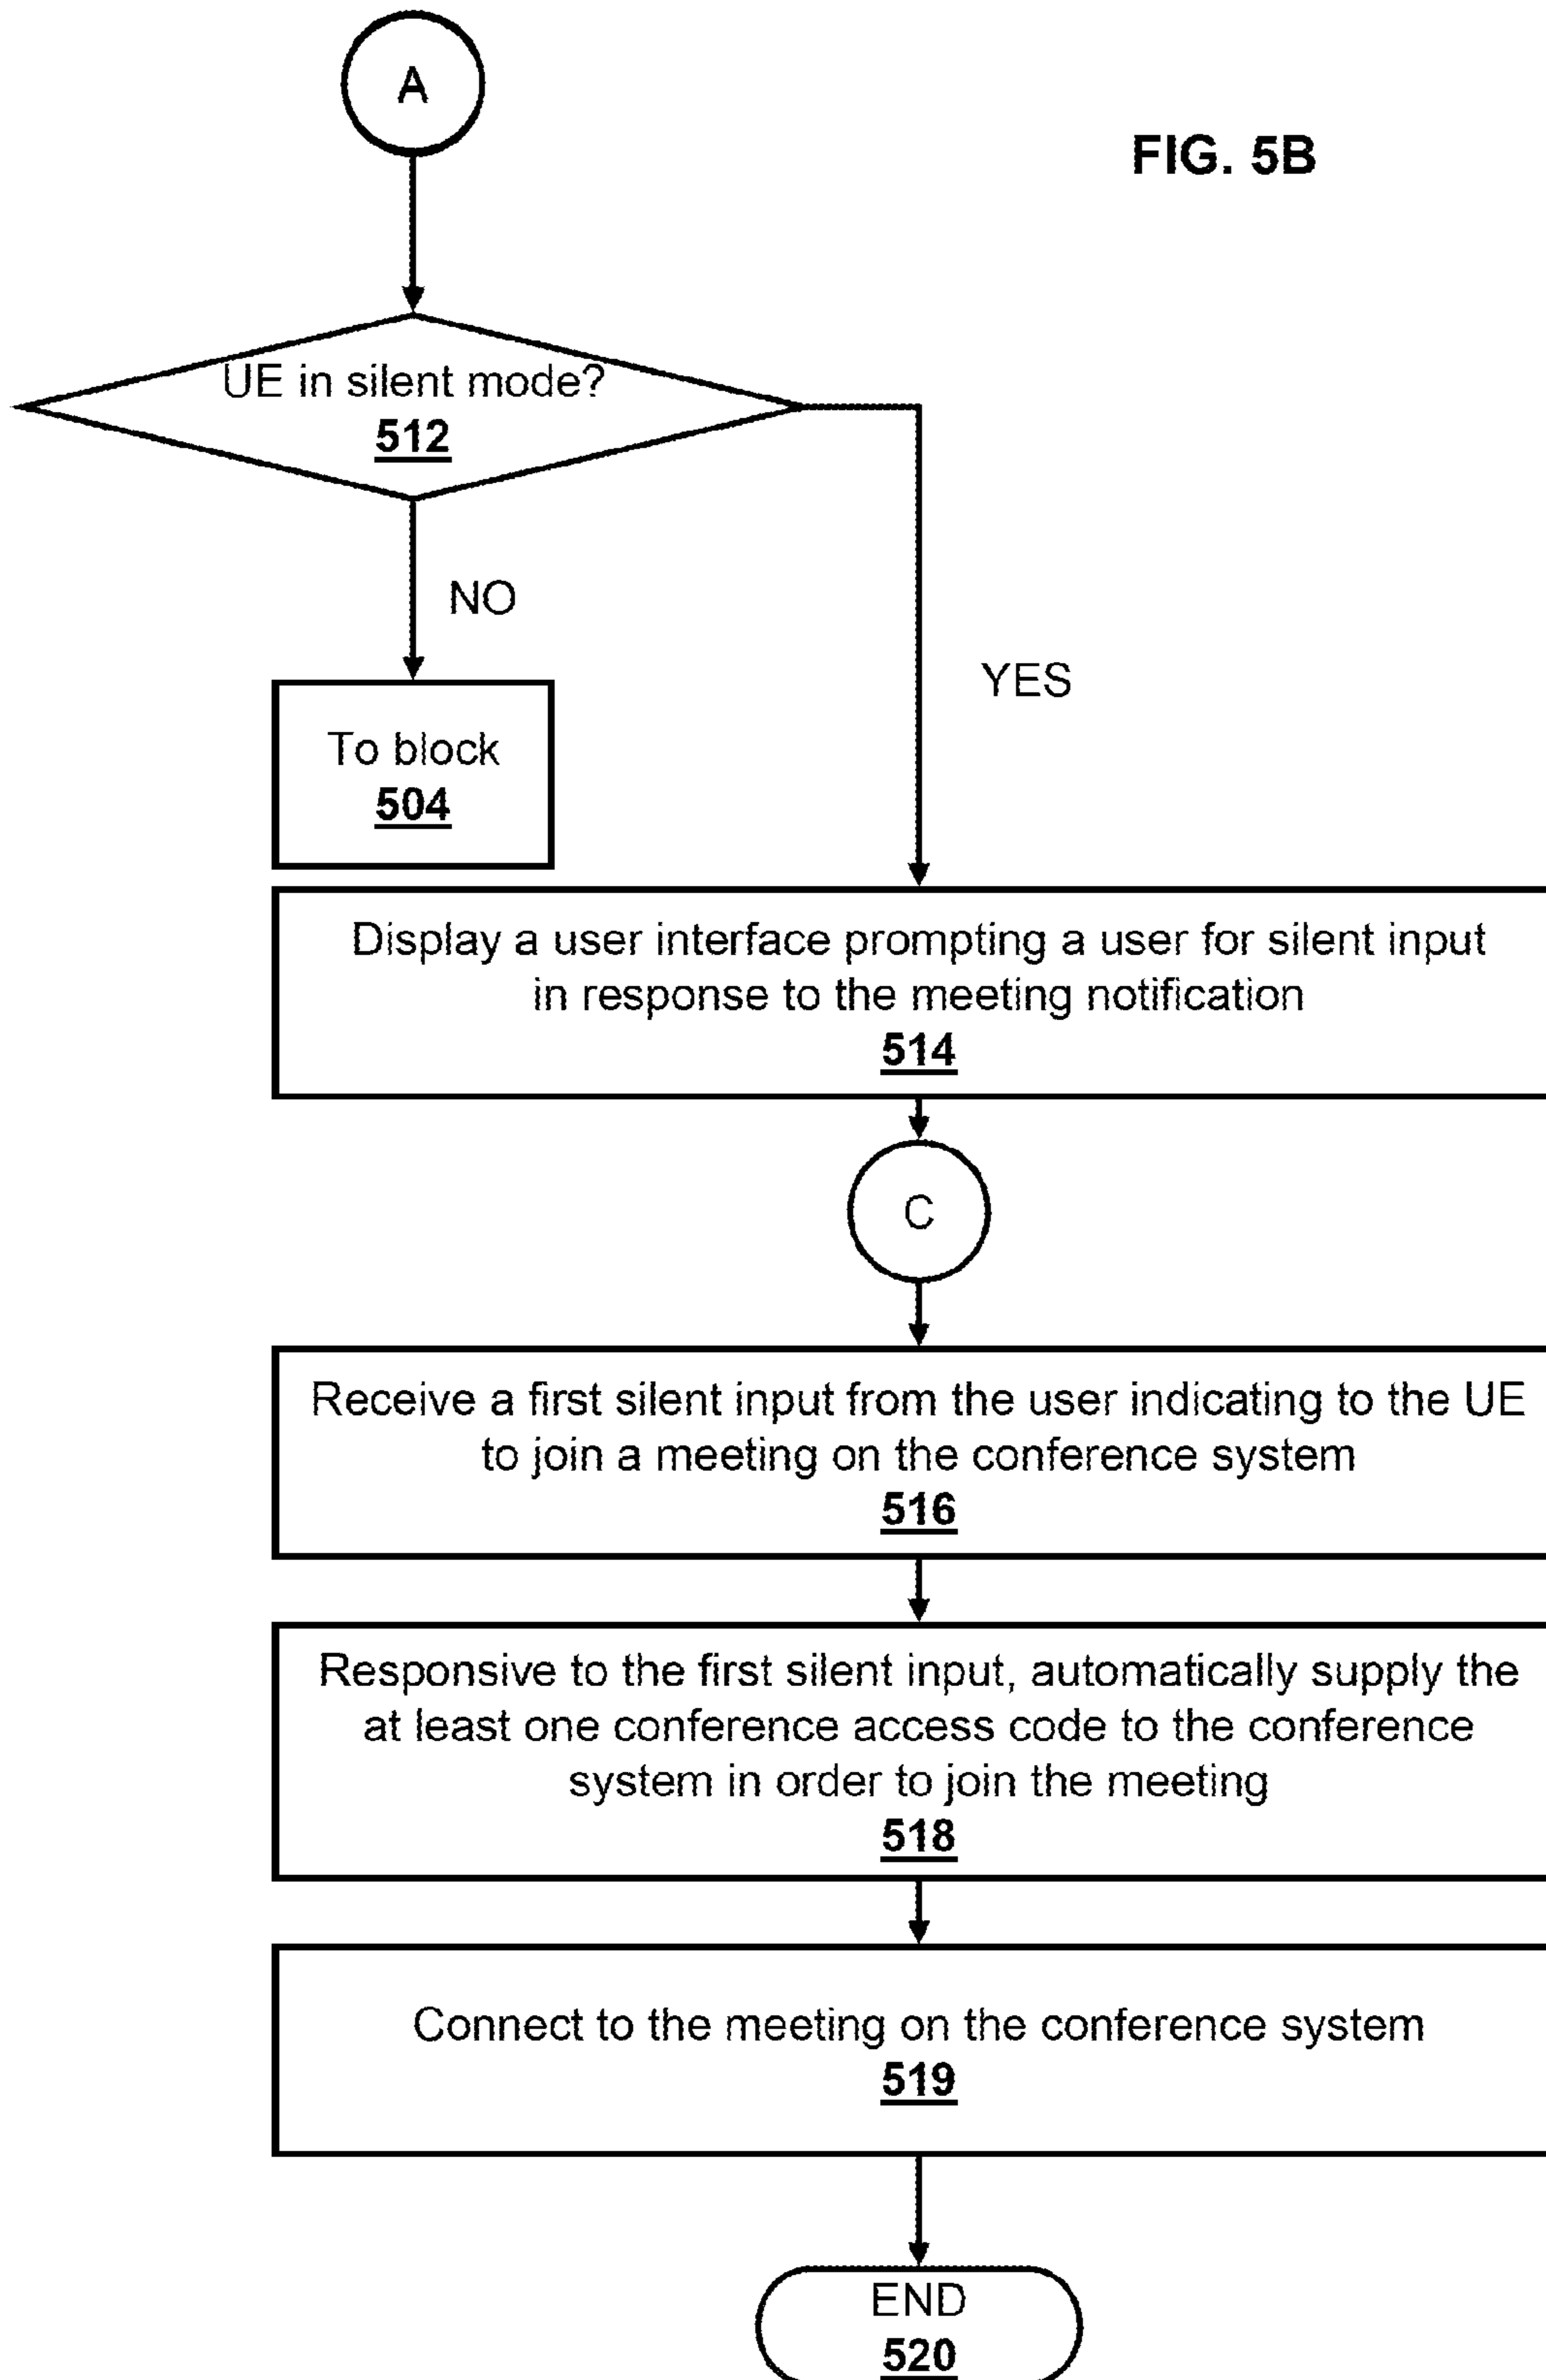 A
FIG. 5B
UE in silent mode?
512
NO
YES
To block
504
Display a user interface prompting a user for silent input
in response to the meeting notification
514
C
Receive a first silent input from the user indicating to the UE
to join a meeting on the conference system
516
Responsive to the first silent input, automatically supply the
at least one conference access code to the conference
system in order to join the meeting
518
Connect to the meeting on the conference system
519
END
520